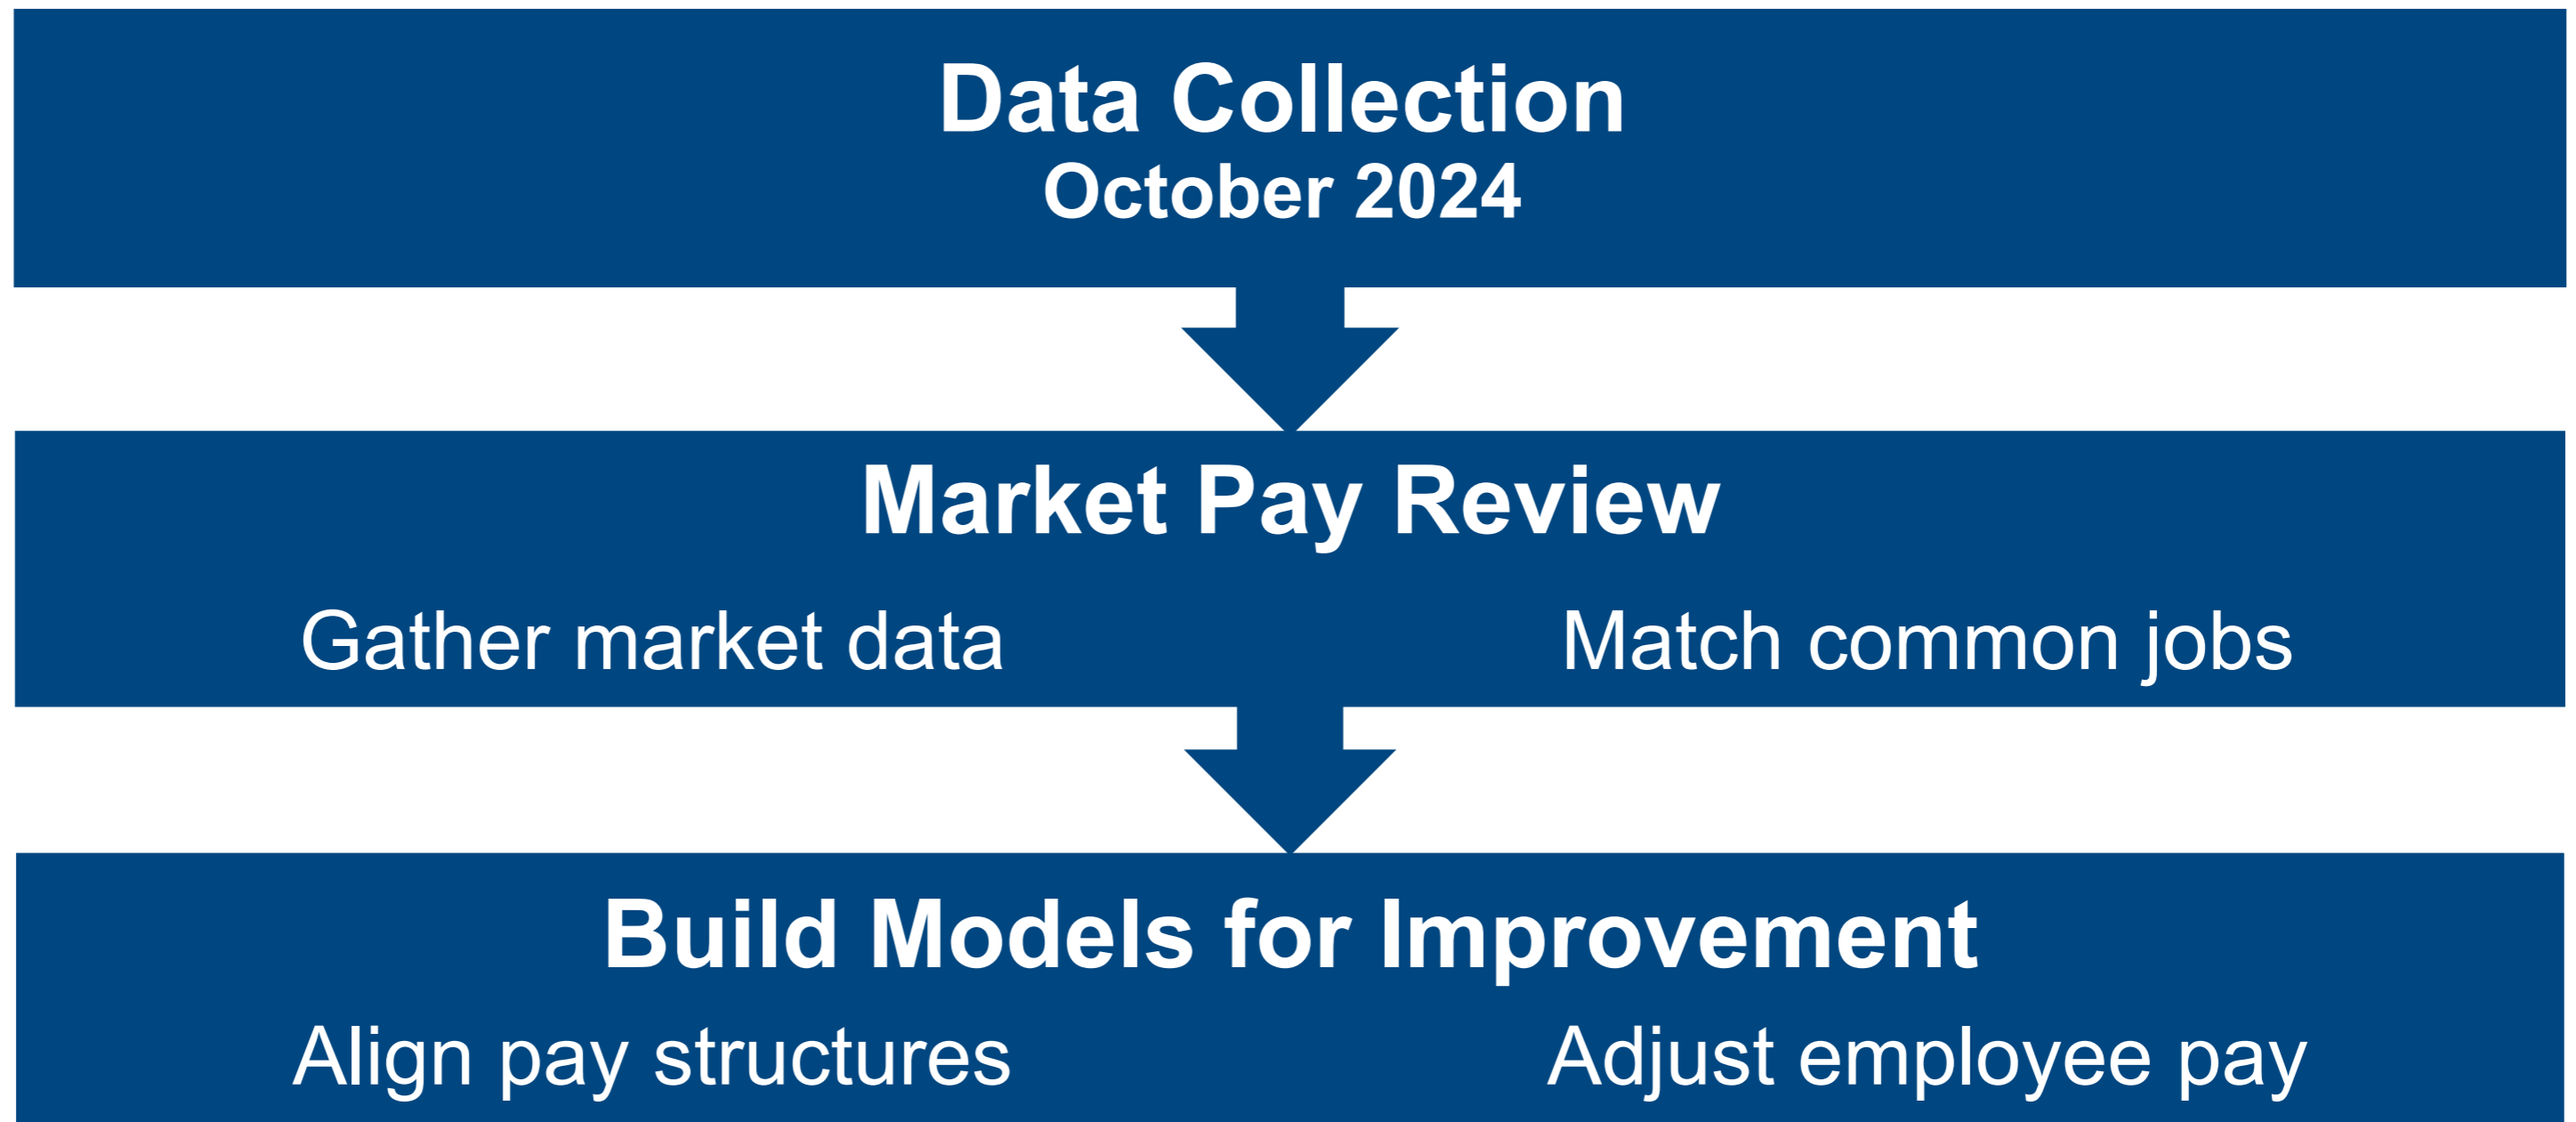 Data Collection
October 2024
Market Pay Review
Gather market data
Match common jobs
Build Models for Improvement
Align pay structures
Adjust employee pay